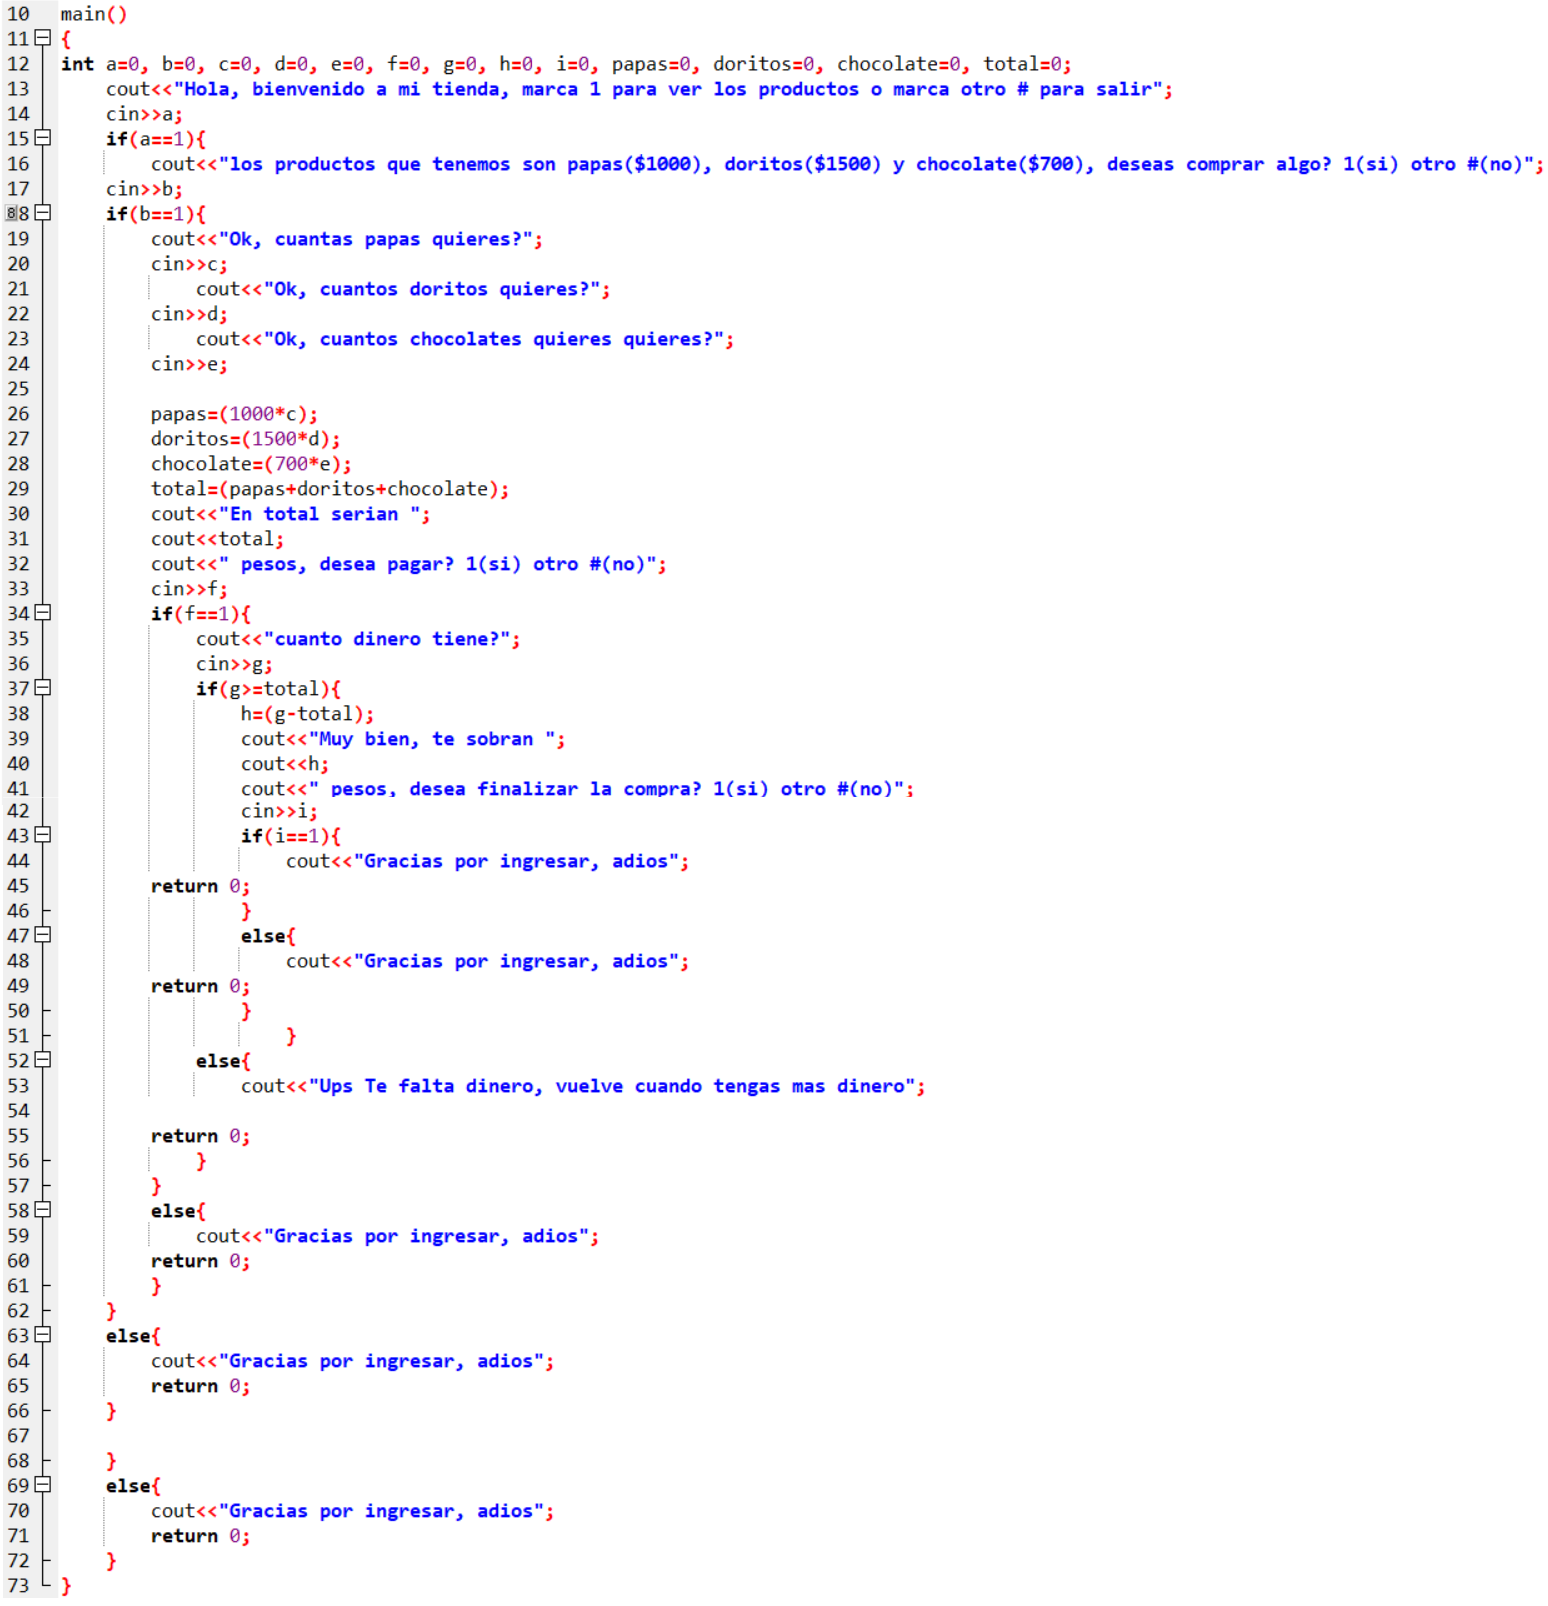 10 main()
11 {
12 int a=0, b=0, c=0, d=0, e=0, f=0, g=0, h=0, i=0, papas=0, doritos=0, chocolate=0, total=0;
13 cout<<"Hola, bienvenido a mi tienda, marca 1 para ver los productos o marca otro # para salir";
14 cin>>a;
15 if(a==1){
16 cout<<"los productos que tenemos son papas($1000), doritos($1500) y chocolate($700), deseas comprar algo? 1(si) otro #(no)";
17 cin>>b;
88 if(b==1){
19 cout<<"Ok, cuantas papas quieres?";
20 cin>>c;
21 cout<<"Ok, cuantos doritos quieres?";
22 cin>>d;
23 cout<<"Ok, cuantos chocolates quieres quieres?";
24 cin>>e;
25
26 papas=(1000*c);
27 doritos=(1500*d);
28 chocolate=(700*e);
29 total=(papas+doritos+chocolate);
30 cout<<"En total serian ";
31 cout<<total;
32 cout<<" pesos, desea pagar? 1(si) otro #(no)";
33 cin>>f;
34 if(f==1){
35 cout<<"cuanto dinero tiene?";
36 cin>>g;
37 if(g>=total){
38 h=(g-total);
39 cout<<"Muy bien, te sobran ";
40 cout<<h;
41 cout<<" pesos, desea finalizar la compra? 1(si) otro #(no)";
42 cin>>i;
43 if(i==1){
44 cout<<"Gracias por ingresar, adios";
45 return 0;
46 }
47 else{
48 cout<<"Gracias por ingresar, adios";
49 return 0;
50 }
51 }
52 else{
53 cout<<"Ups Te falta dinero, vuelve cuando tengas mas dinero";
54
55 return 0;
56 }
57 }
58 else{
59 cout<<"Gracias por ingresar, adios";
60 return 0;
61 }
62 }
63 else{
64 cout<<"Gracias por ingresar, adios";
65 return 0;
66 }
67
68 }
69 else{
70 cout<<"Gracias por ingresar, adios";
71 return 0;
72 }
73 }